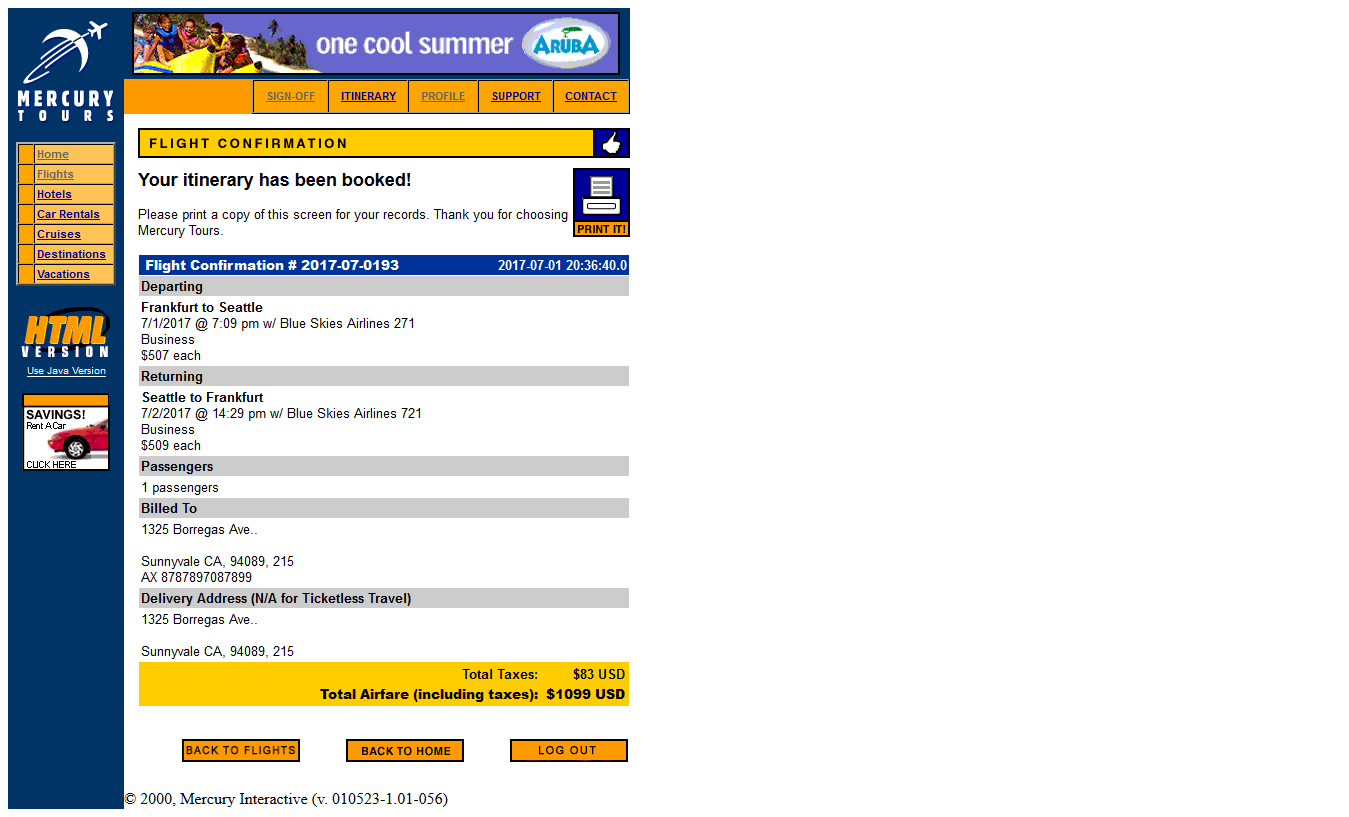 MERCURY
TOURS
one cool summer ARUBA
SIGN-OFF ITINERARY PROFILE SUPPORT CONTACT
Home
Flights
Hotels
Car Rentals
Cruises
Destinations
Vacations
HTML
VERSION
Use Java Version
SAVINGS!
Rent A Car
CLICK HERE
FLIGHT CONFIRMATION
Your itinerary has been booked!
Please print a copy of this screen for your records. Thank you for choosing
Mercury Tours.
PRINT IT!
Flight Confirmation # 2017-07-0193 2017-07-01 20:36:40.0
Departing
Frankfurt to Seattle
7/1/2017 @ 7:09 pm w/ Blue Skies Airlines 271
Business
$507 each
Returning
Seattle to Frankfurt
7/2/2017 @ 14:29 pm w/ Blue Skies Airlines 721
Business
$509 each
Passengers
1 passengers
Billed To
1325 Borregas Ave..
Sunnyvale CA, 94089, 215
AX 8787897087899
Delivery Address (N/A for Ticketless Travel)
1325 Borregas Ave..
Sunnyvale CA, 94089, 215
Total Taxes: $83 USD
Total Airfare (including taxes): $1099 USD
BACK TO FLIGHTS BACK TO HOME LOG OUT
© 2000, Mercury Interactive (v. 010523-1.01-056)